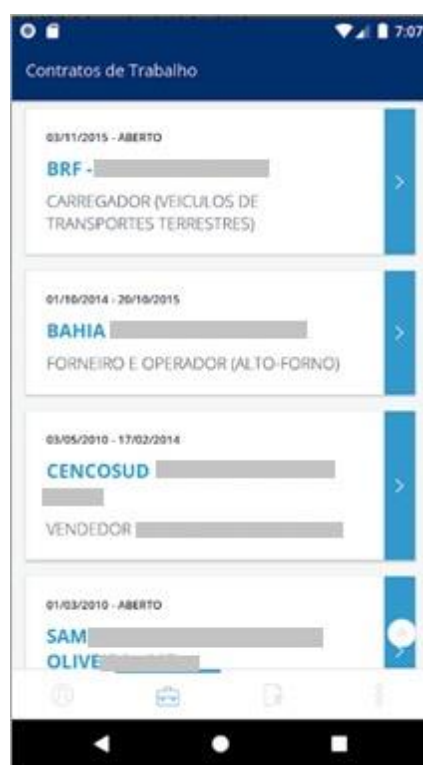 7:07
Contratos de Trabalho
03/11/2015 - ABERTO
BRF -
CARREGADOR (VEICULOS DE
TRANSPORTES TERRESTRES)
01/10/2014 - 20/10/2015
BAHIA
FORNEIRO E OPERADOR (ALTO-FORNO)
03/05/2010 - 17/02/2014
CENCOSUD
VENDEDOR
01/03/2010 - ABERTO
SAM
OLIVE